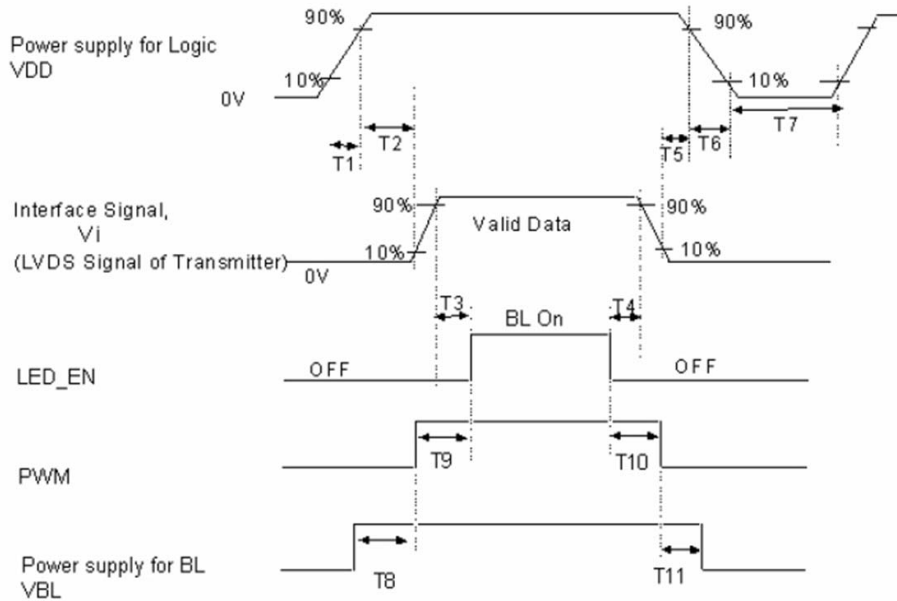 90%
90%
Power supply for Logic
VDD
10%
10%
0V
T1
T2
T5
T6
T7
Interface Signal,
Vi
(LVDS Signal of Transmitter)
90%
Valid Data
90%
10%
10%
0V
T3
T4
BL On
LED_EN
OFF
OFF
PWM
T9
T10
Power supply for BL
VBL
T8
T11